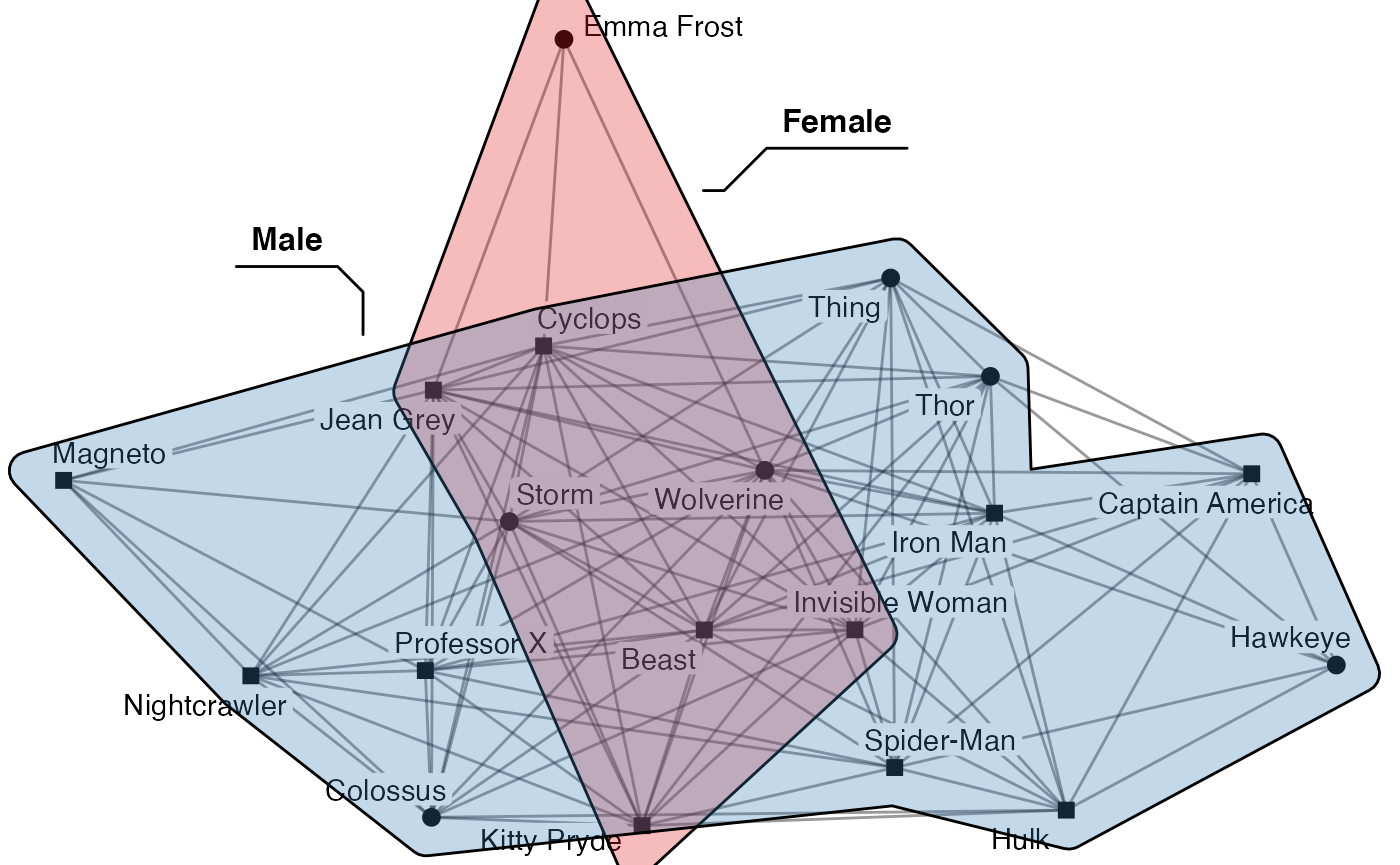 Emma Frost
Female
Male
Thing
Cyclops
Thor
Jean Grey
Magneto
Storm
Wolverine
Captain America
Iron Man
Invisible Woman
Professor X
Beast
Hawkeye
Nightcrawler
Spider-Man
Colossus
Kitty Pryde
Hulk